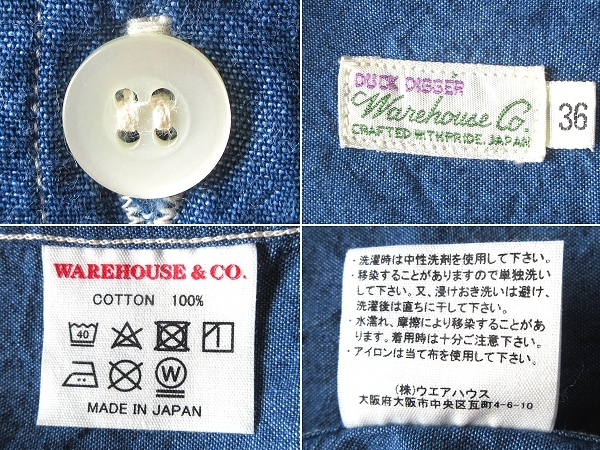 DUCK DIGGER
Warehouse Co.
CRAFTED WITH PRIDE. JAPAN
36
WAREHOUSE & CO.
COTTON 100%
40
W
MADE IN JAPAN
・洗濯時は中性洗剤を使用して下さい。
・移染することがありますので単独洗い
して下さい。又、浸けおき洗いは避け、
洗濯後は直ちに干して下さい。
・水濡れ、摩擦により移染することがあ
ります。着用時は十分ご注意下さい。
・アイロンは当て布を使用して下さい。
(株)ウエアハウス
大阪府大阪市中央区瓦町4-6-10